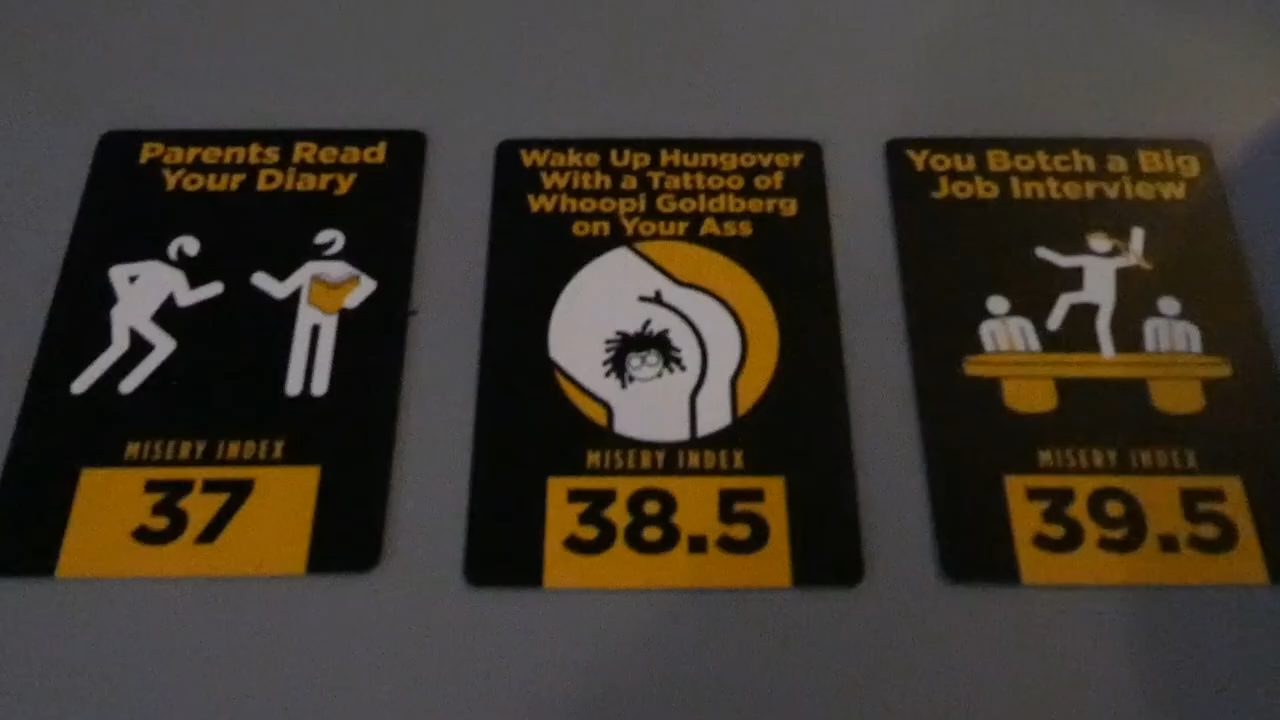 Parents Read
Your Diary
MISERY INDEX
37
Wake Up Hungover
With a Tattoo of
Whoopi Goldberg
on Your Ass
MISERY INDEX
38.5
You Botch a Big
Job Interview
MISERY INDEX
39.5